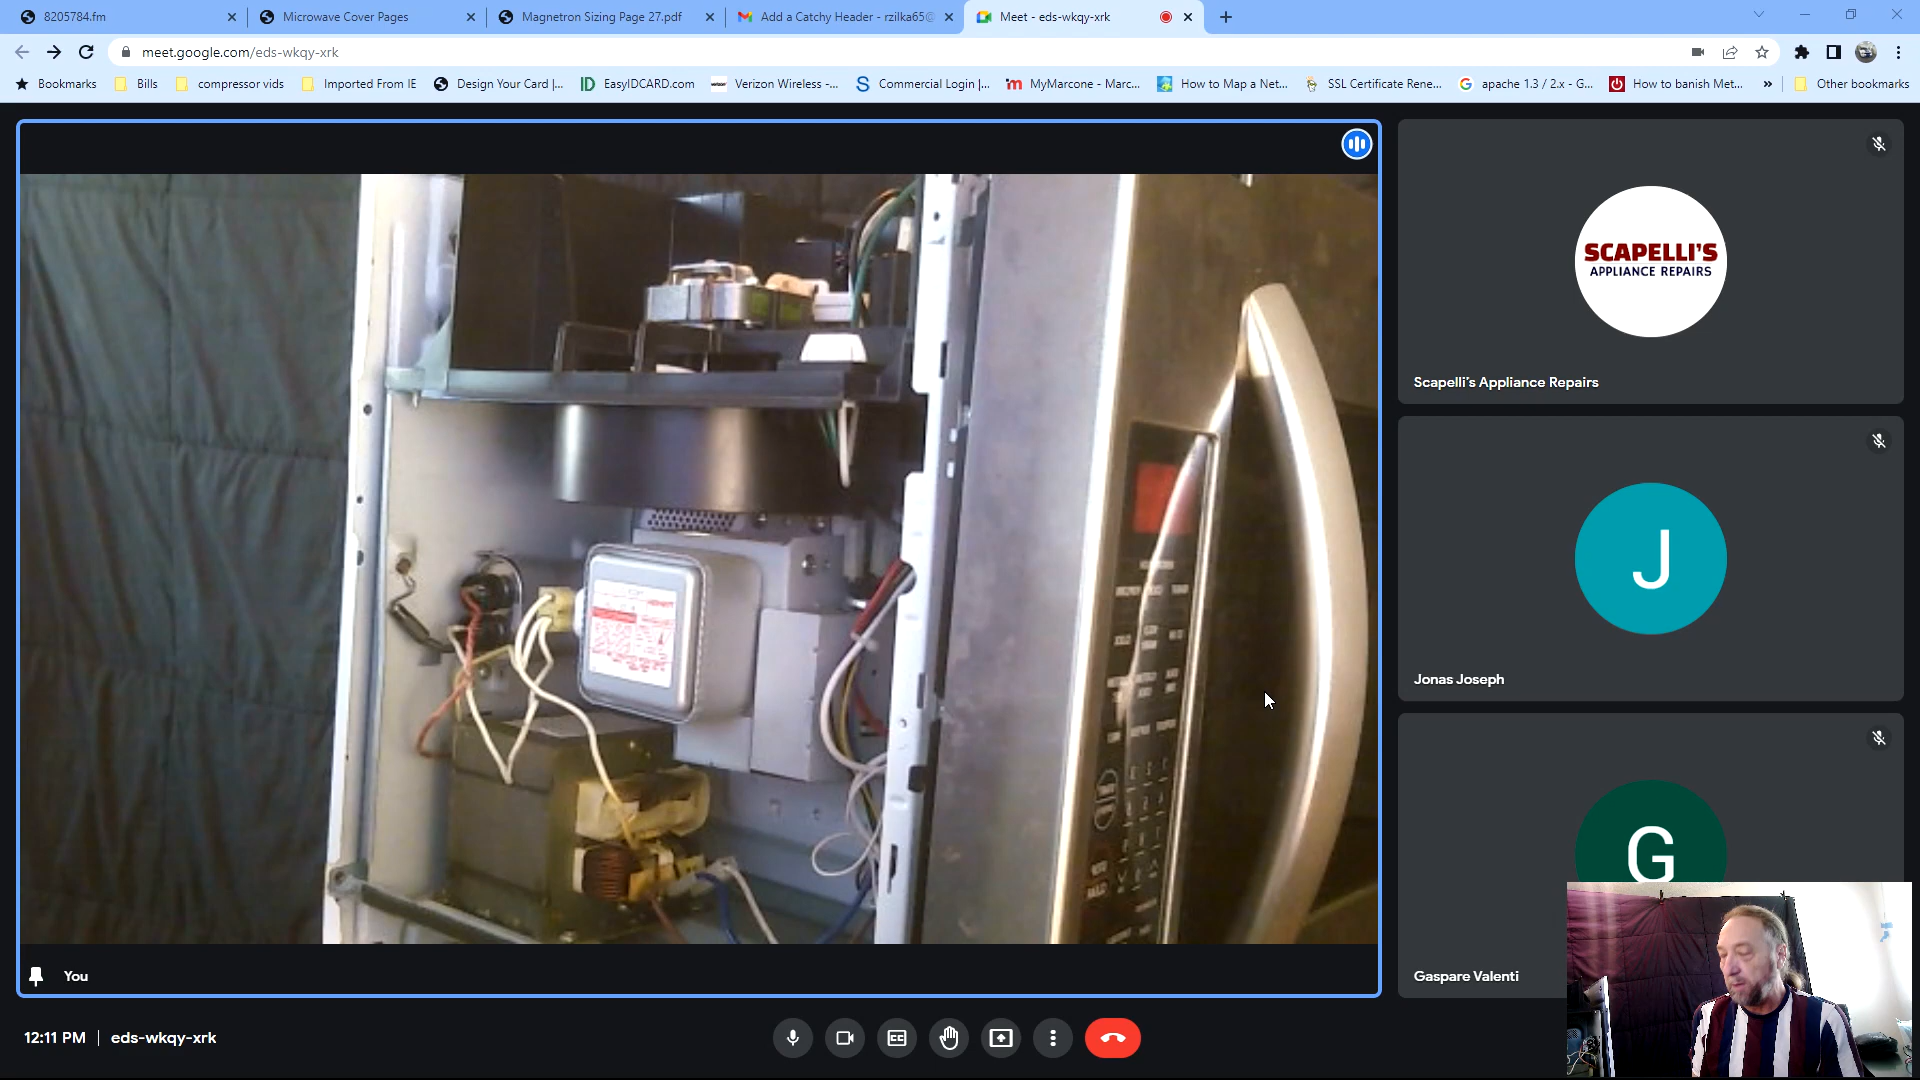 8205784.fm
Microwave Cover Pages
Magnetron Sizing Page 27.pdf
Add a Catchy Header - rzilka65@
Meet - eds-wkqy-xrk
meet.google.com/eds-wkqy-xrk
Bookmarks
Bills
compressor vids
Imported From IE
Design Your Card |...
EasyIDCARD.com
Verizon Wireless -...
Commercial Login |...
MyMarcone - Marc...
How to Map a Net...
SSL Certificate Rene...
apache 1.3 / 2.x - G...
How to banish Met...
Other bookmarks
SCAPELLI'S
APPLIANCE REPAIRS
Scapelli's Appliance Repairs
J
Jonas Joseph
G
Gaspare Valenti
You
12:11 PM | eds-wkqy-xrk